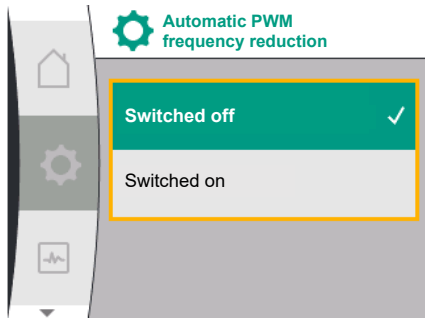 Automatic PWM
frequency reduction
Switched off
Switched on